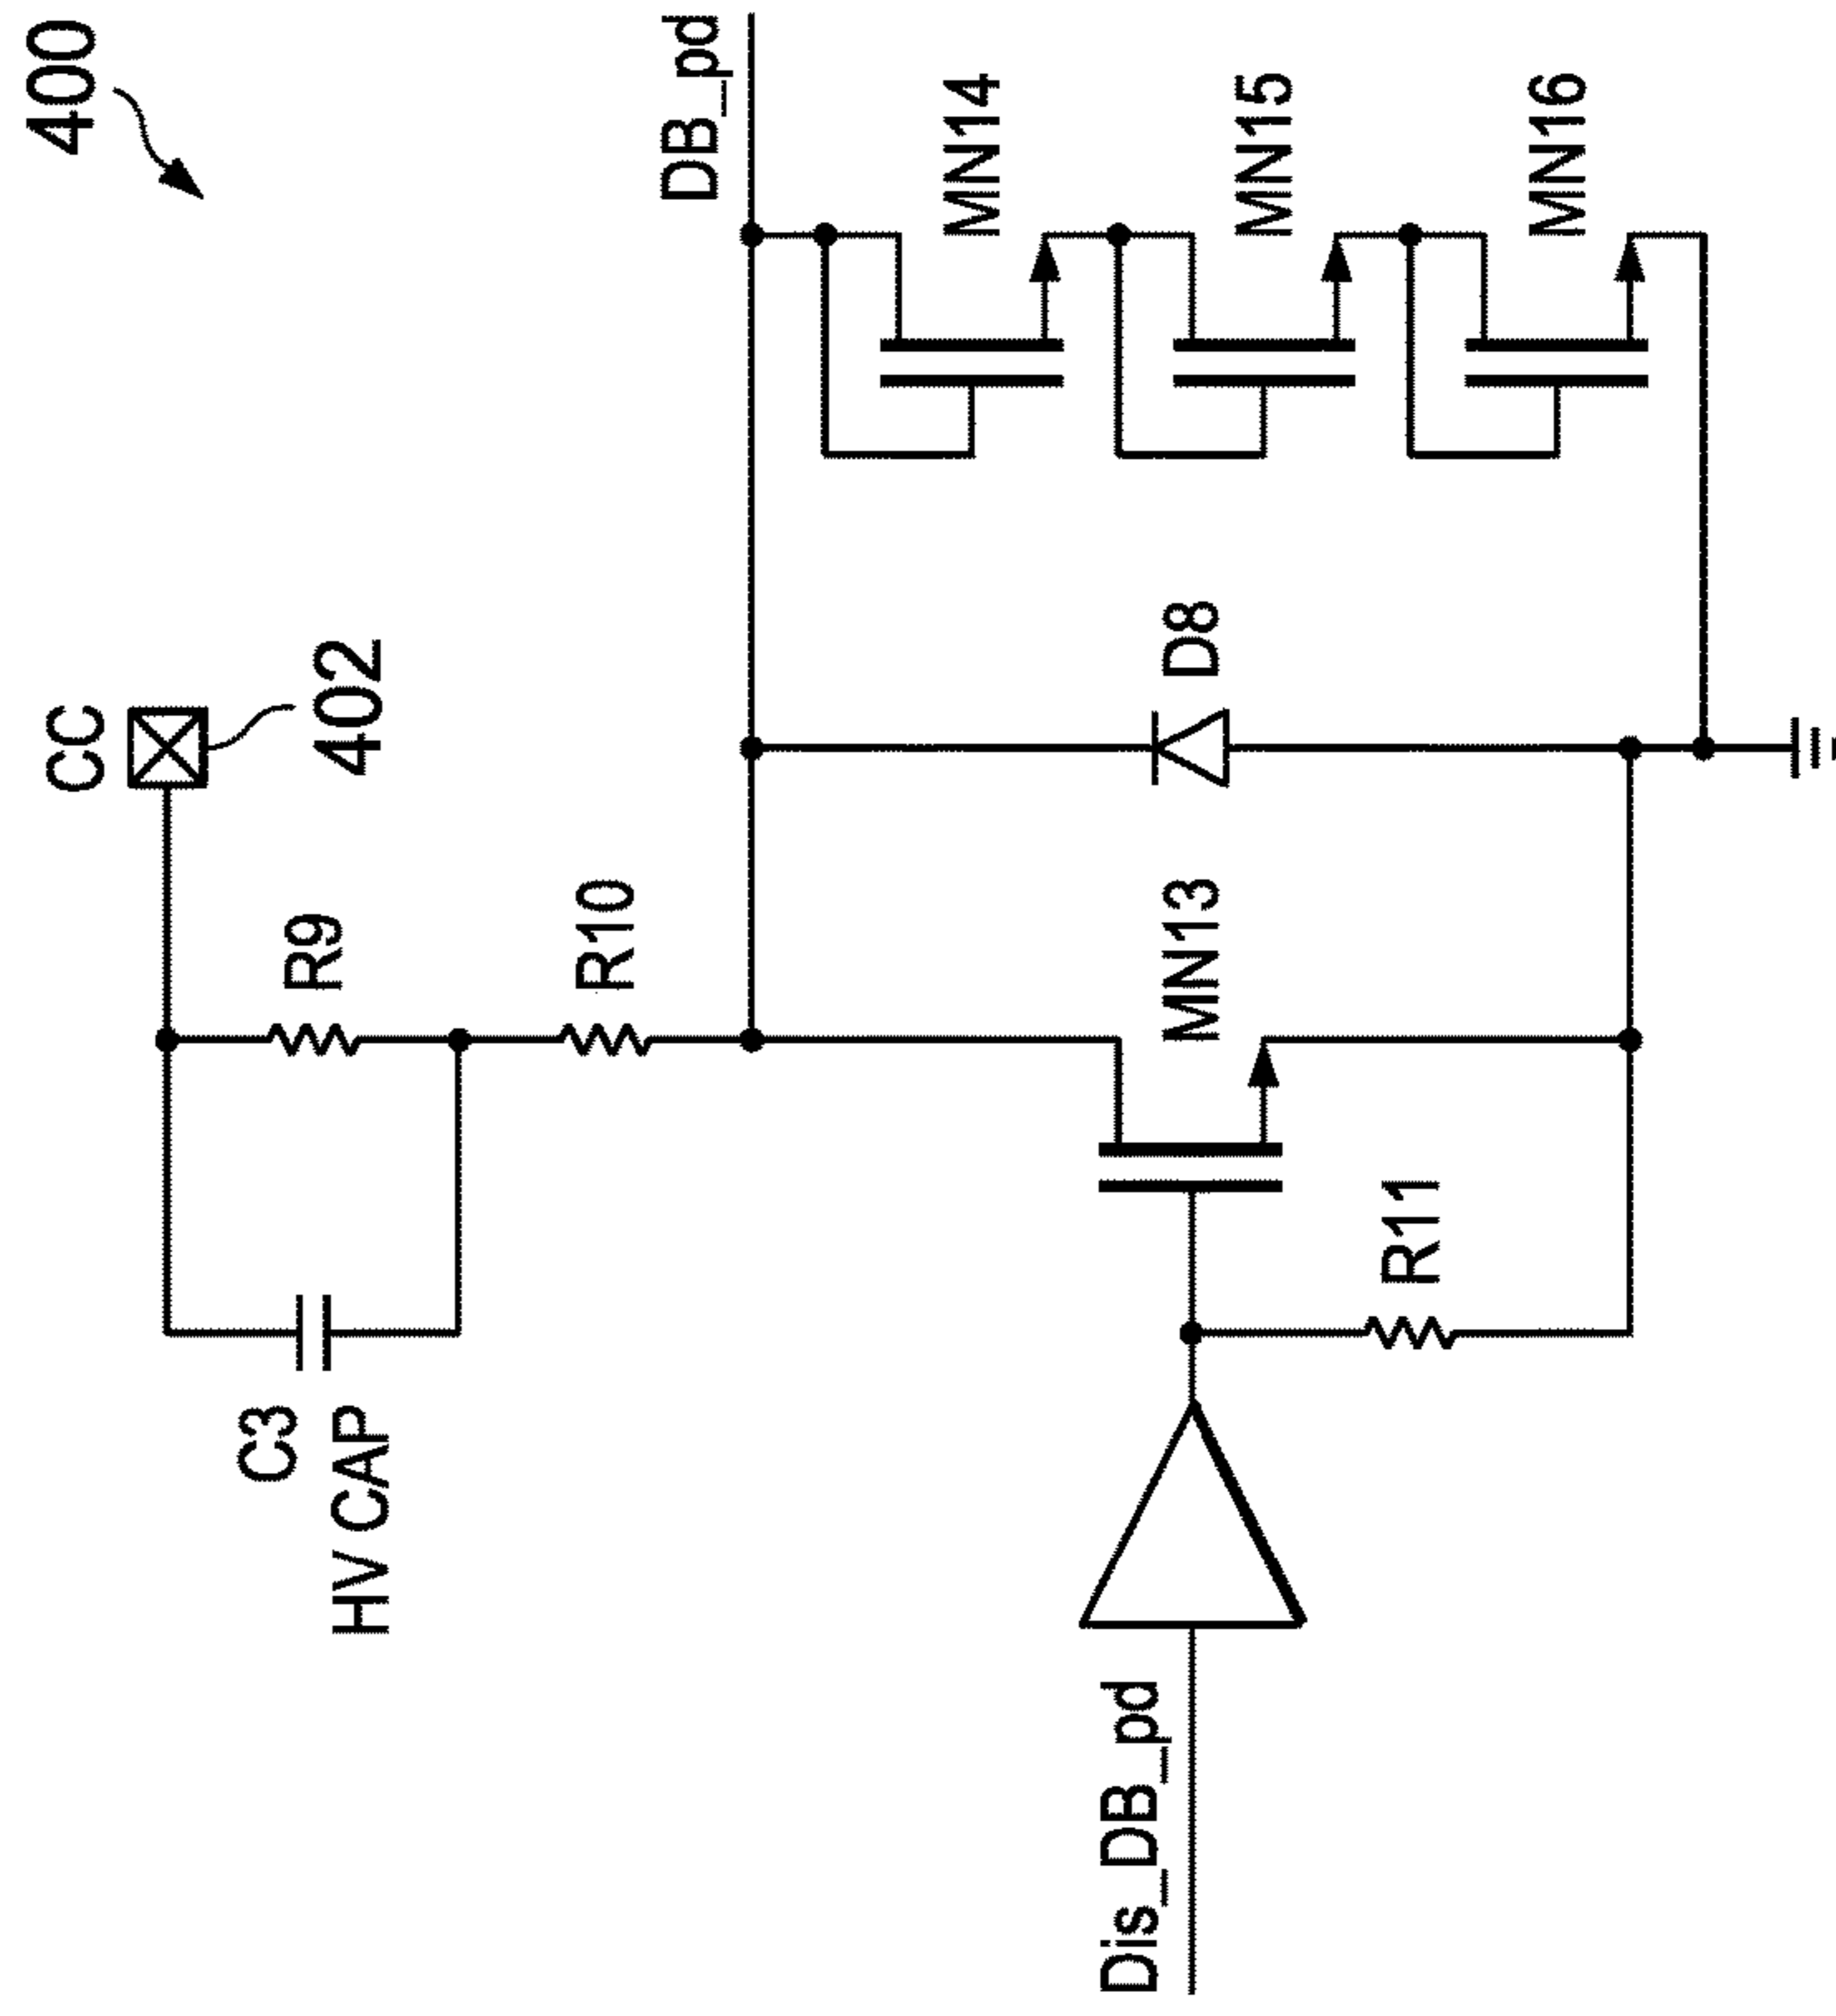 400
CC
402
C3
HV CAP
R9
R10
DB_pd
MN14
MN15
MN16
D8
MN13
R11
Dis_DB_pd